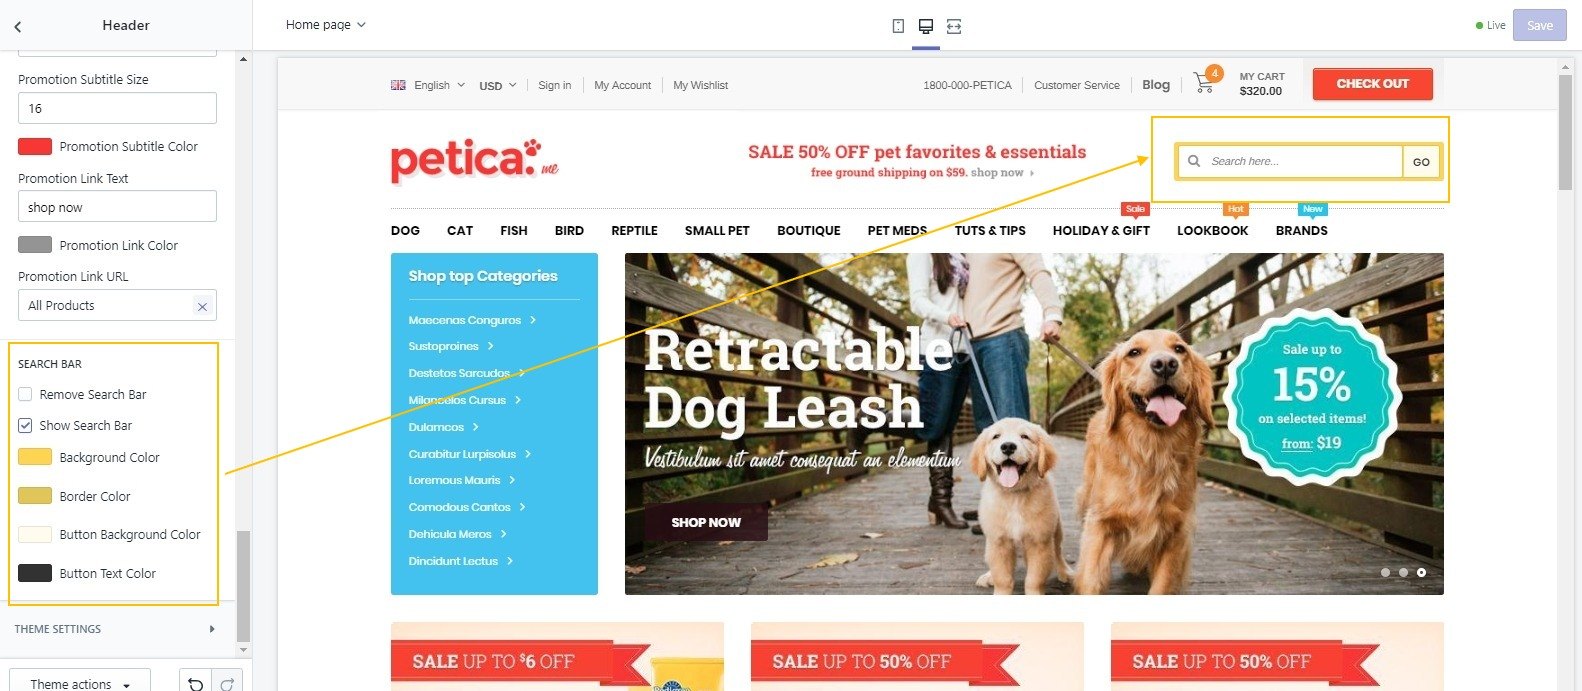 Header
Promotion Subtitle Size
16
Promotion Subtitle Color
Promotion Link Text
shop now
Promotion Link Color
Promotion Link URL
All Products
SEARCH BAR
Remove Search Bar
Show Search Bar
Background Color
Border Color
Button Background Color
Button Text Color
THEME SETTINGS
Theme actions
Home page
Live
Save
English USD Sign in My Account My Wishlist
1800-000-PETICA Customer Service Blog
4
MY CART
$320.00
CHECK OUT
petica.me
SALE 50% OFF pet favorites & essentials
free ground shipping on $59. shop now
Search here...
GO
Sale Hot New
DOG CAT FISH BIRD REPTILE SMALL PET BOUTIQUE PET MEDS TUTS & TIPS HOLIDAY & GIFT LOOKBOOK BRANDS
Shop top Categories
Maecenas Conguros
Sustoproines
Destetos Sarcudos
Milancelos Cursus
Dulamcos
Curabitur Lurpisolus
Loremous Mauris
Comodous Cantos
Dehicula Meros
Dincidunt Lectus
Retractable
Dog Leash
Vestibulum sit amet consequat an elementum
SHOP NOW
Sale up to
15%
on selected items!
from: $19
SALE UP TO $6 OFF
SALE UP TO 50% OFF
SALE UP TO 50% OFF